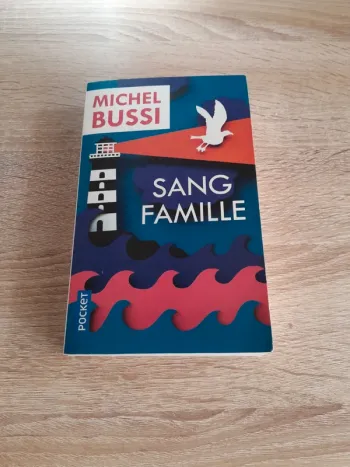 MICHEL
BUSSI
SANG
FAMILLE
POCKET